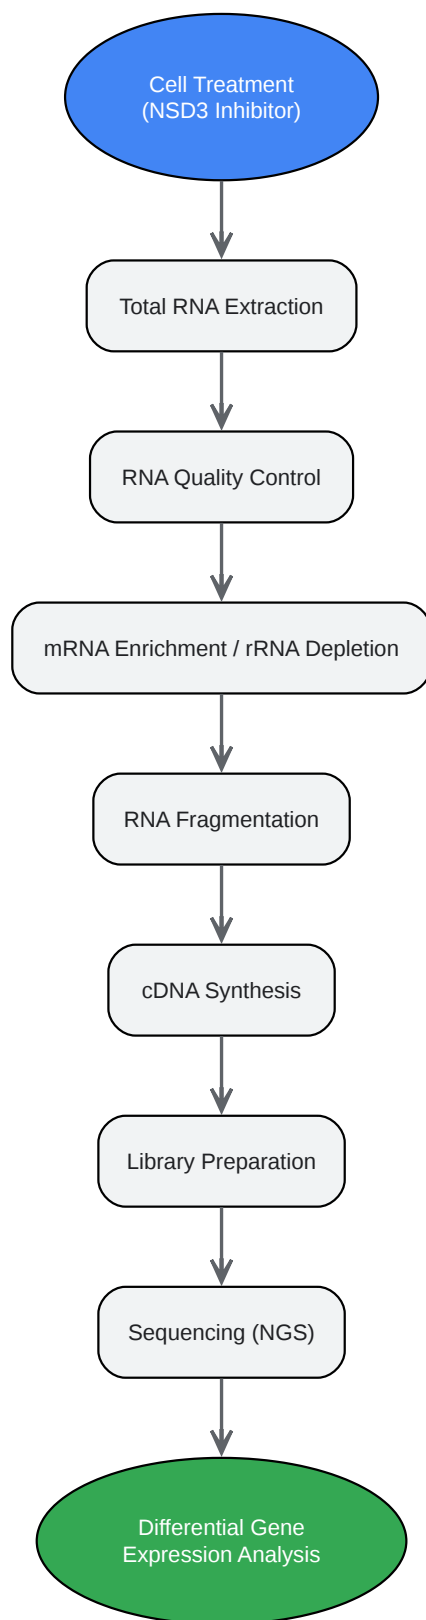 Cell Treatment
(NSD3 Inhibitor)
Total RNA Extraction
RNA Quality Control
mRNA Enrichment / rRNA Depletion
RNA Fragmentation
cDNA Synthesis
Library Preparation
Sequencing (NGS)
Differential Gene
Expression Analysis